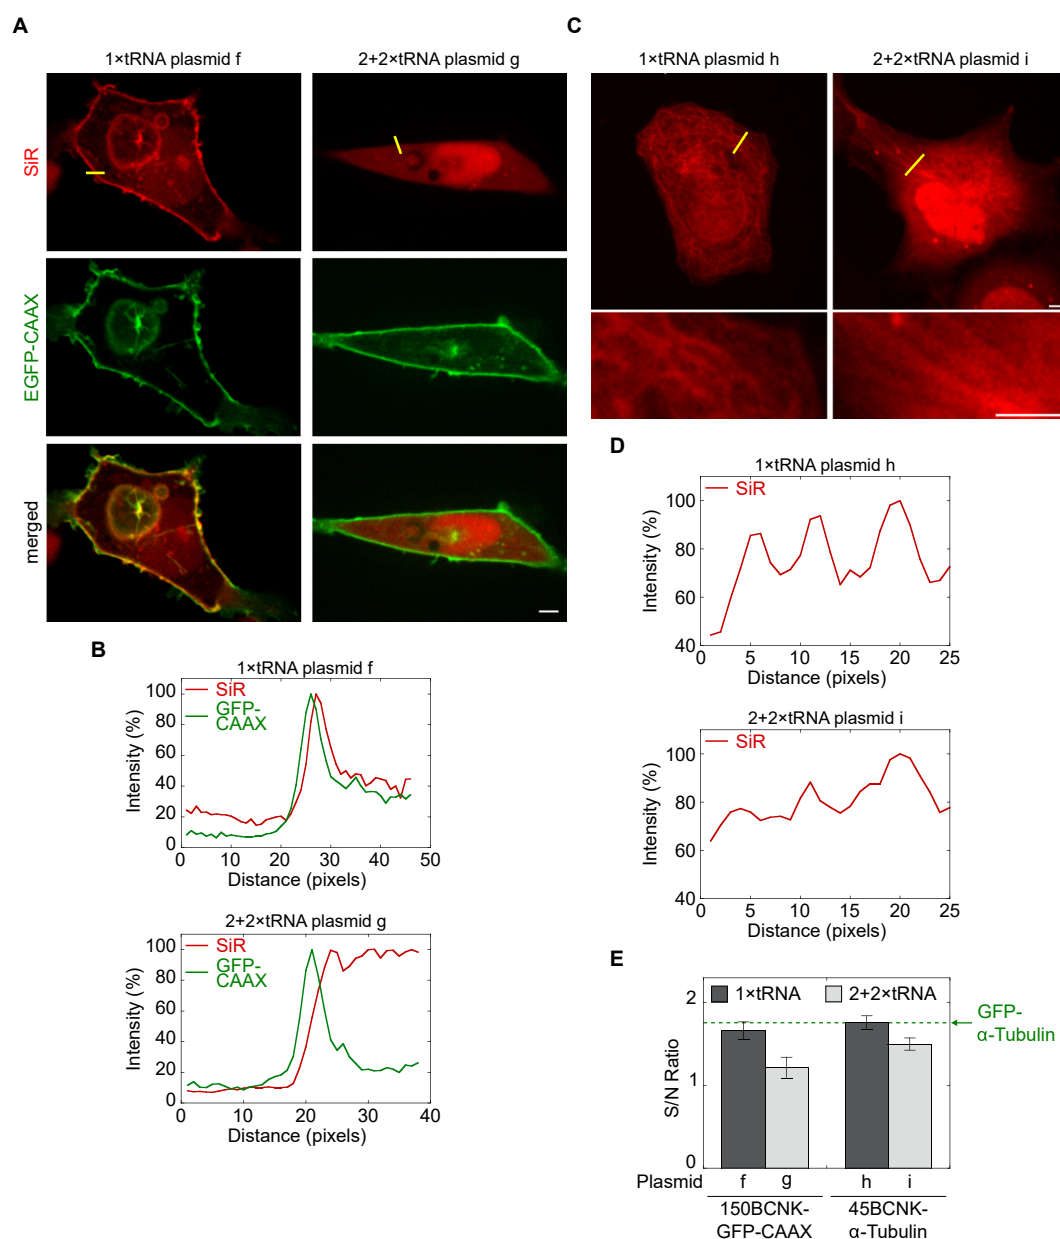 A
1×tRNA plasmid f
2+2×tRNA plasmid g
SiR
EGFP-CAAX
merged
B
1×tRNA plasmid f
SiR
GFP-
CAAX
100
80
60
40
20
0
Intensity (%)
0 10 20 30 40 50
Distance (pixels)
2+2×tRNA plasmid g
SiR
GFP-
CAAX
100
80
60
40
20
0
Intensity (%)
0 10 20 30 40
Distance (pixels)
C
1×tRNA plasmid h
2+2×tRNA plasmid i
D
1×tRNA plasmid h
SiR
100
80
60
40
Intensity (%)
0 5 10 15 20 25
Distance (pixels)
2+2×tRNA plasmid i
SiR
100
80
60
40
Intensity (%)
0 5 10 15 20 25
Distance (pixels)
E
1×tRNA
2+2×tRNA
GFP-
α-Tubulin
2
1
0
S/N Ratio
Plasmid f g h i
150BCNK-
GFP-CAAX
45BCNK-
α-Tubulin